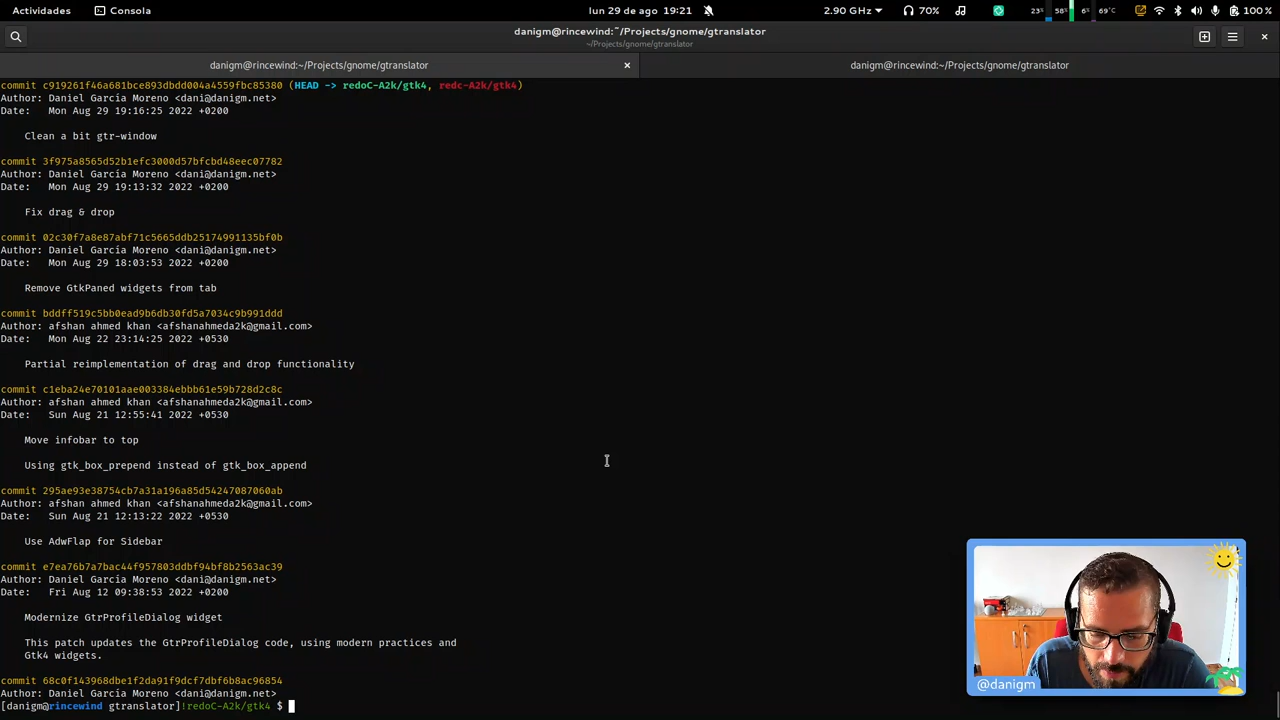 Actividades
Consola
lun 29 de ago 19:21
2.90 GHz
70%
23%
58%
6%
69°C
100 %
danigm@rincewind:~/Projects/gnome/gtranslator
~/Projects/gnome/gtranslator
danigm@rincewind:~/Projects/gnome/gtranslator
danigm@rincewind:~/Projects/gnome/gtranslator
commit c919261f46a681bce893dbdd004a4559fbc85380 (HEAD -> redoC-A2k/gtk4, redc-A2k/gtk4)
Author: Daniel Garcia Moreno <dani@danigm.net>
Date:   Mon Aug 29 19:16:25 2022 +0200
Clean a bit gtr-window
commit 3f975a8565d52b1efc3000d57bfcbd48eec07782
Author: Daniel Garcia Moreno <dani@danigm.net>
Date:   Mon Aug 29 19:13:32 2022 +0200
Fix drag & drop
commit 02c30f7a8e87abf71c5665ddb25174991135bf0b
Author: Daniel Garcia Moreno <dani@danigm.net>
Date:   Mon Aug 29 18:03:53 2022 +0200
Remove GtkPaned widgets from tab
commit bddff519c5bb0ead9b6db30fd5a7034c9b991ddd
Author: afshan ahmed khan <afshanahmeda2k@gmail.com>
Date:   Mon Aug 22 23:14:25 2022 +0530
Partial reimplementation of drag and drop functionality
commit c1eba24e70101aae003384ebbb61e59b728d2c8c
Author: afshan ahmed khan <afshanahmeda2k@gmail.com>
Date:   Sun Aug 21 12:55:41 2022 +0530
Move infobar to top
Using gtk_box_prepend instead of gtk_box_append
commit 295ae93e38754cb7a31a196a85d54247087060ab
Author: afshan ahmed khan <afshanahmeda2k@gmail.com>
Date:   Sun Aug 21 12:13:22 2022 +0530
Use AdwFlap for Sidebar
commit e7ea76b7a7bac44f957803ddbf94bf8b2563ac39
Author: Daniel Garcia Moreno <dani@danigm.net>
Date:   Fri Aug 12 09:38:53 2022 +0200
Modernize GtrProfileDialog widget
This patch updates the GtrProfileDialog code, using modern practices and
Gtk4 widgets.
commit 68c0f143968dbe1f2da91f9dcf7dbf6b8ac96854
Author: Daniel Garcia Moreno <dani@danigm.net>
[danigm@rincewind gtranslator]!redoC-A2k/gtk4 $
@danigm